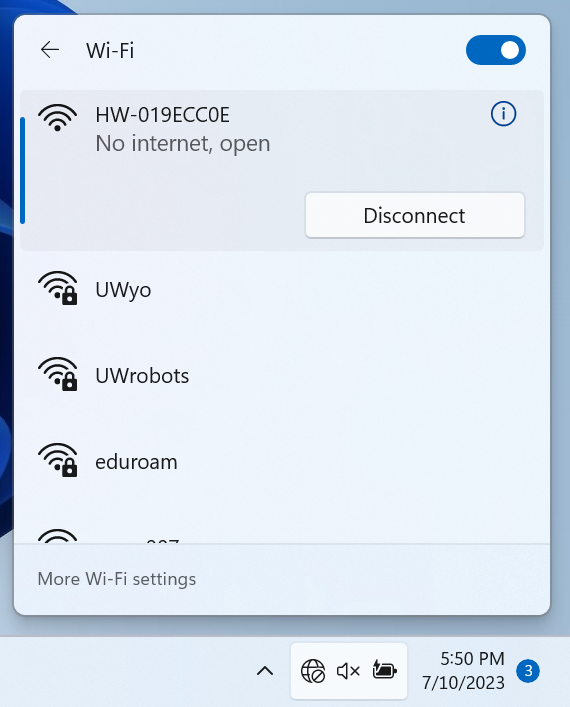 Wi-Fi
HW-019ECC0E
No internet, open
Disconnect
UWyo
UWrobots
eduroam
More Wi-Fi settings
5:50 PM
7/10/2023
3